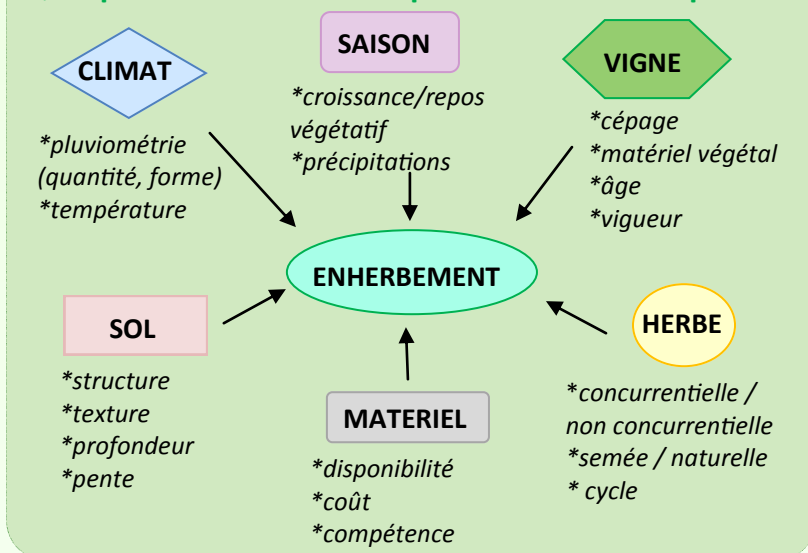 CLIMAT
*pluviométrie
(quantité, forme)
*température
SAISON
*croissance/repos
végétatif
*précipitations
VIGNE
*cépage
*matériel végétal
*âge
*vigueur
ENHERBEMENT
SOL
*structure
*texture
*profondeur
*pente
MATERIEL
*disponibilité
*coût
*compétence
HERBE
*concurrentielle /
non concurrentielle
*semée / naturelle
* cycle